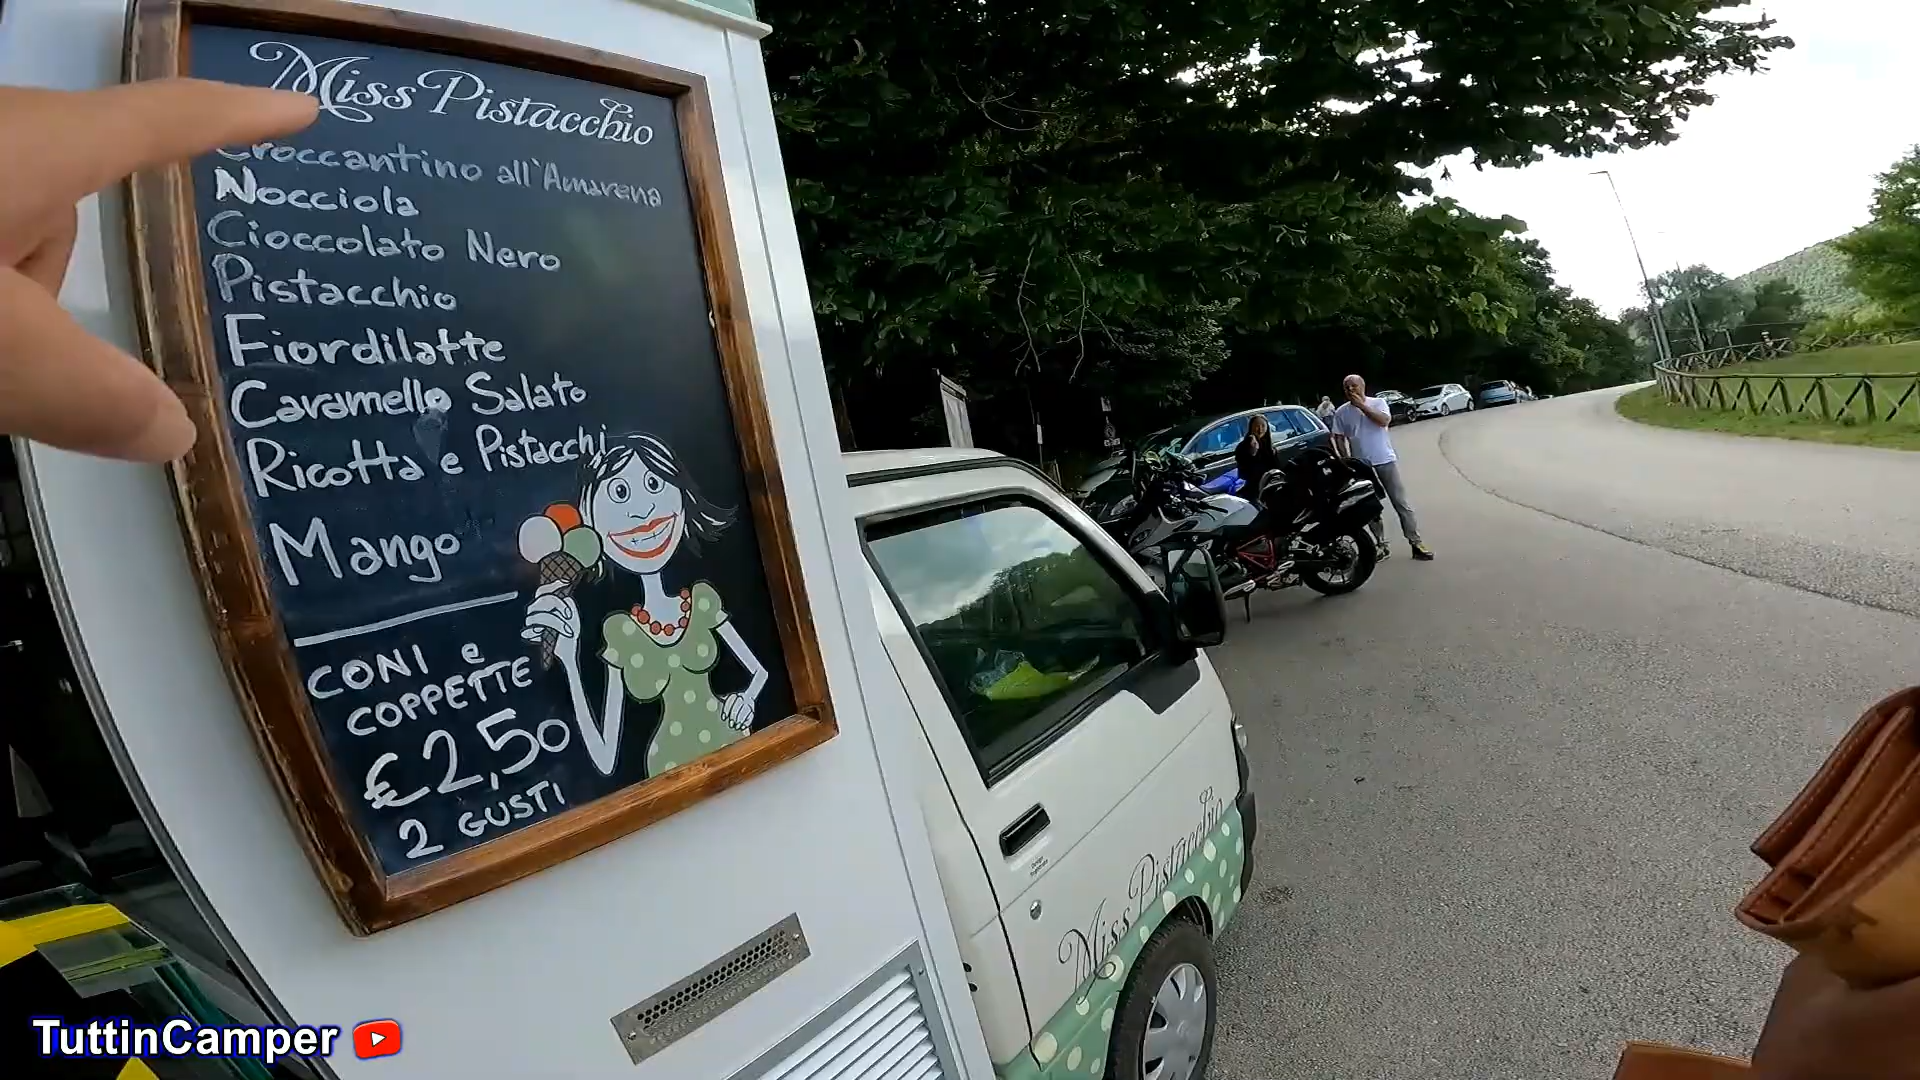 Miss Pistacchio
Croccantino all'Amarena
Nocciola
Cioccolato Nero
Pistacchio
Fiordilatte
Caramello Salato
Ricotta e Pistacchi
Mango
CONI e
COPPETTE
€2,50
2 GUSTI
Miss Pistacchio
TuttinCamper